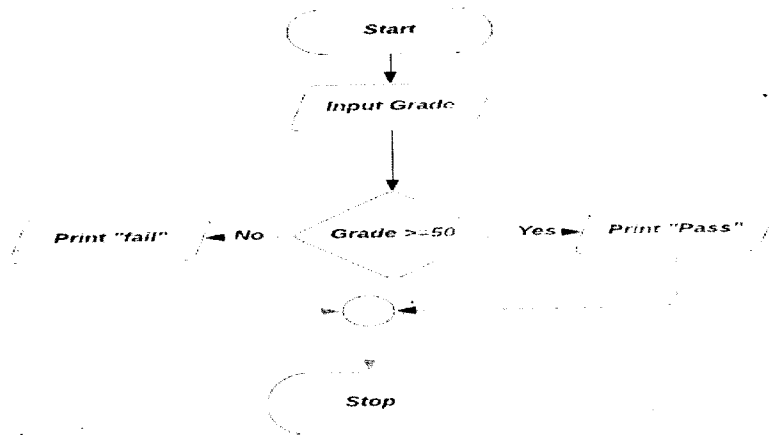 Start
Input Grade
Print "fail"
No
Grade >=50
Yes
Print "Pass"
Stop